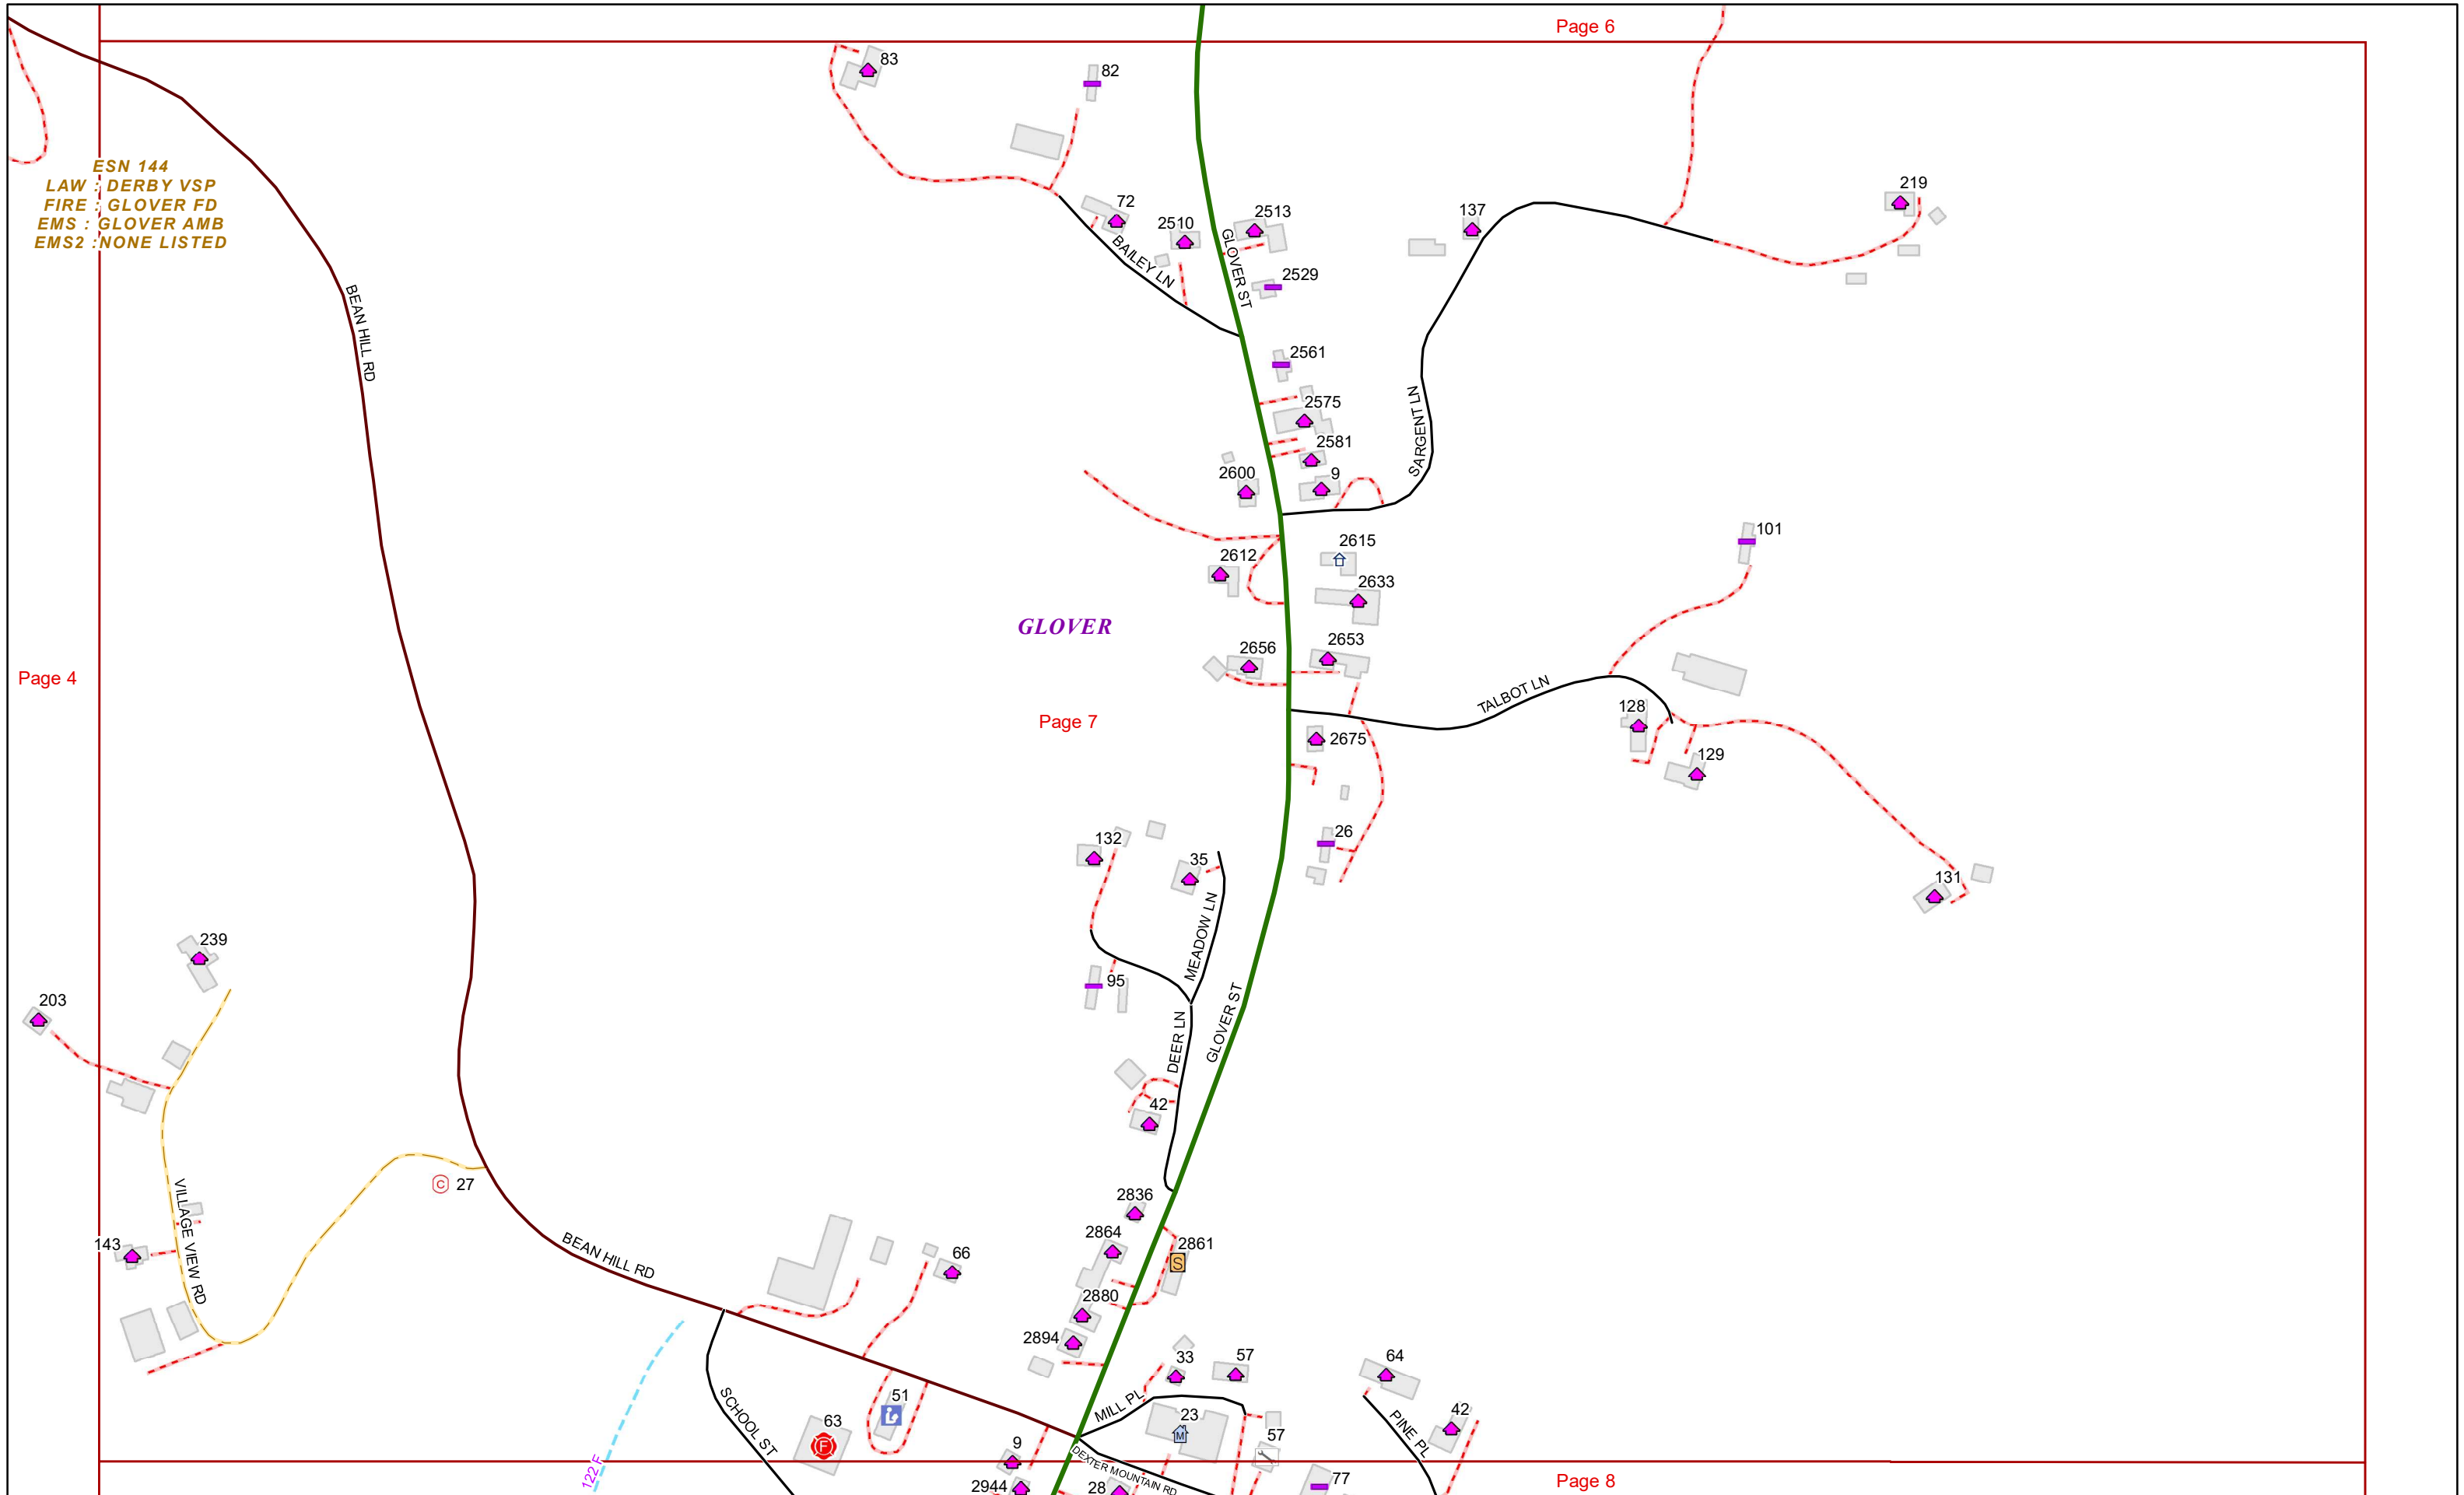 Page 6
83
82
ESN 144
LAW : DERBY VSP
FIRE : GLOVER FD
EMS : GLOVER AMB
EMS2 :NONE LISTED
219
72
2510
2513
137
BAILEY LN
GLOVER ST
2529
BEAN HILL RD
2561
2575
SARGENT LN
2581
2600
9
101
2615
2612
2633
GLOVER
2656
2653
Page 4
TALBOT LN
128
Page 7
2675
129
26
132
35
131
MEADOW LN
239
95
203
DEER LN
GLOVER ST
42
C
27
VILLAGE VIEW RD
2836
143
2864
2861
S
BEAN HILL RD
66
2880
2894
33
57
64
SCHOOL ST
51
MILL PL
23
M
PINE PL
42
63
F
57
9
DEXTER MOUNTAIN RD
122 F
2944
28
77
Page 8